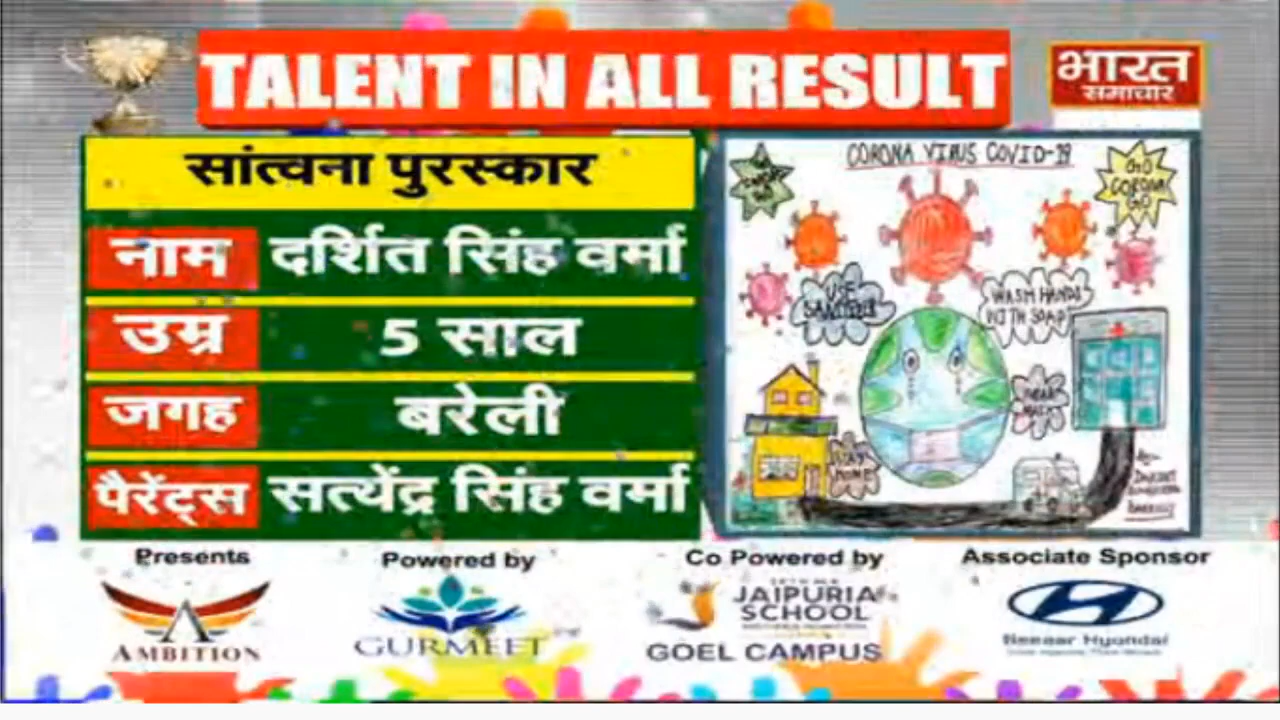 TALENT IN ALL RESULT
भारत
समाचार
सांत्वना पुरस्कार
नाम दर्शित सिंह वर्मा
उम्र 5 साल
जगह बरेली
पैरेंट्स सत्येंद्र सिंह वर्मा
CORONA VIRUS COVID-19
GO
CORONA
GO
USE
SANITIZER
WASH HANDS
WITH SOAP
WEAR
MASK
STAY
HOME
Presents
Powered by
Co Powered by
Associate Sponsor
AMBITION
GURMEET
JAIPURIA
SCHOOL
GOEL CAMPUS
Hyundai